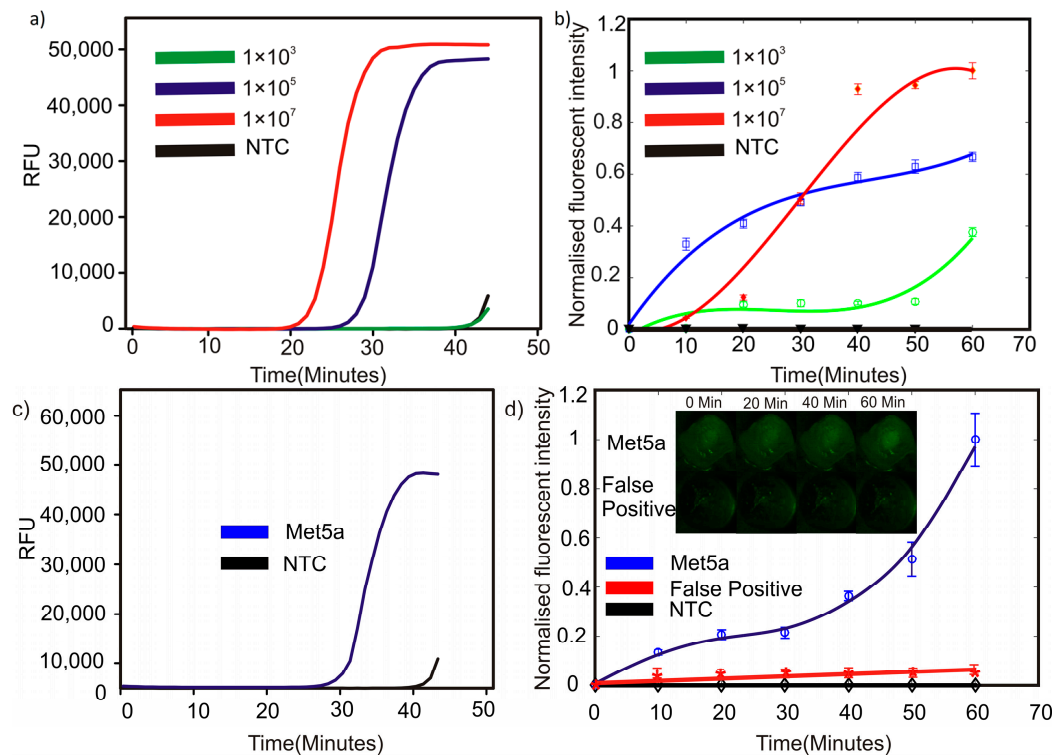 a)
50,000
40,000
30,000
20,000
10,000
0
RFU
1×10³
1×10⁵
1×10⁷
NTC
0 10 20 30 40 50
Time(Minutes)
b)
1.2
1
0.8
0.6
0.4
0.2
0
Normalised fluorescent intensity
1×10³
1×10⁵
1×10⁷
NTC
0 10 20 30 40 50 60 70
Time(Minutes)
c)
60,000
50,000
40,000
30,000
20,000
10,000
0
RFU
Met5a
NTC
0 10 20 30 40 50
Time(Minutes)
d)
1.2
1
0.8
0.6
0.4
0.2
0
Normalised fluorescent intensity
0 Min 20 Min 40 Min 60 Min
Met5a
False
Positive
Met5a
False Positive
NTC
0 10 20 30 40 50 60 70
Time(Minutes)